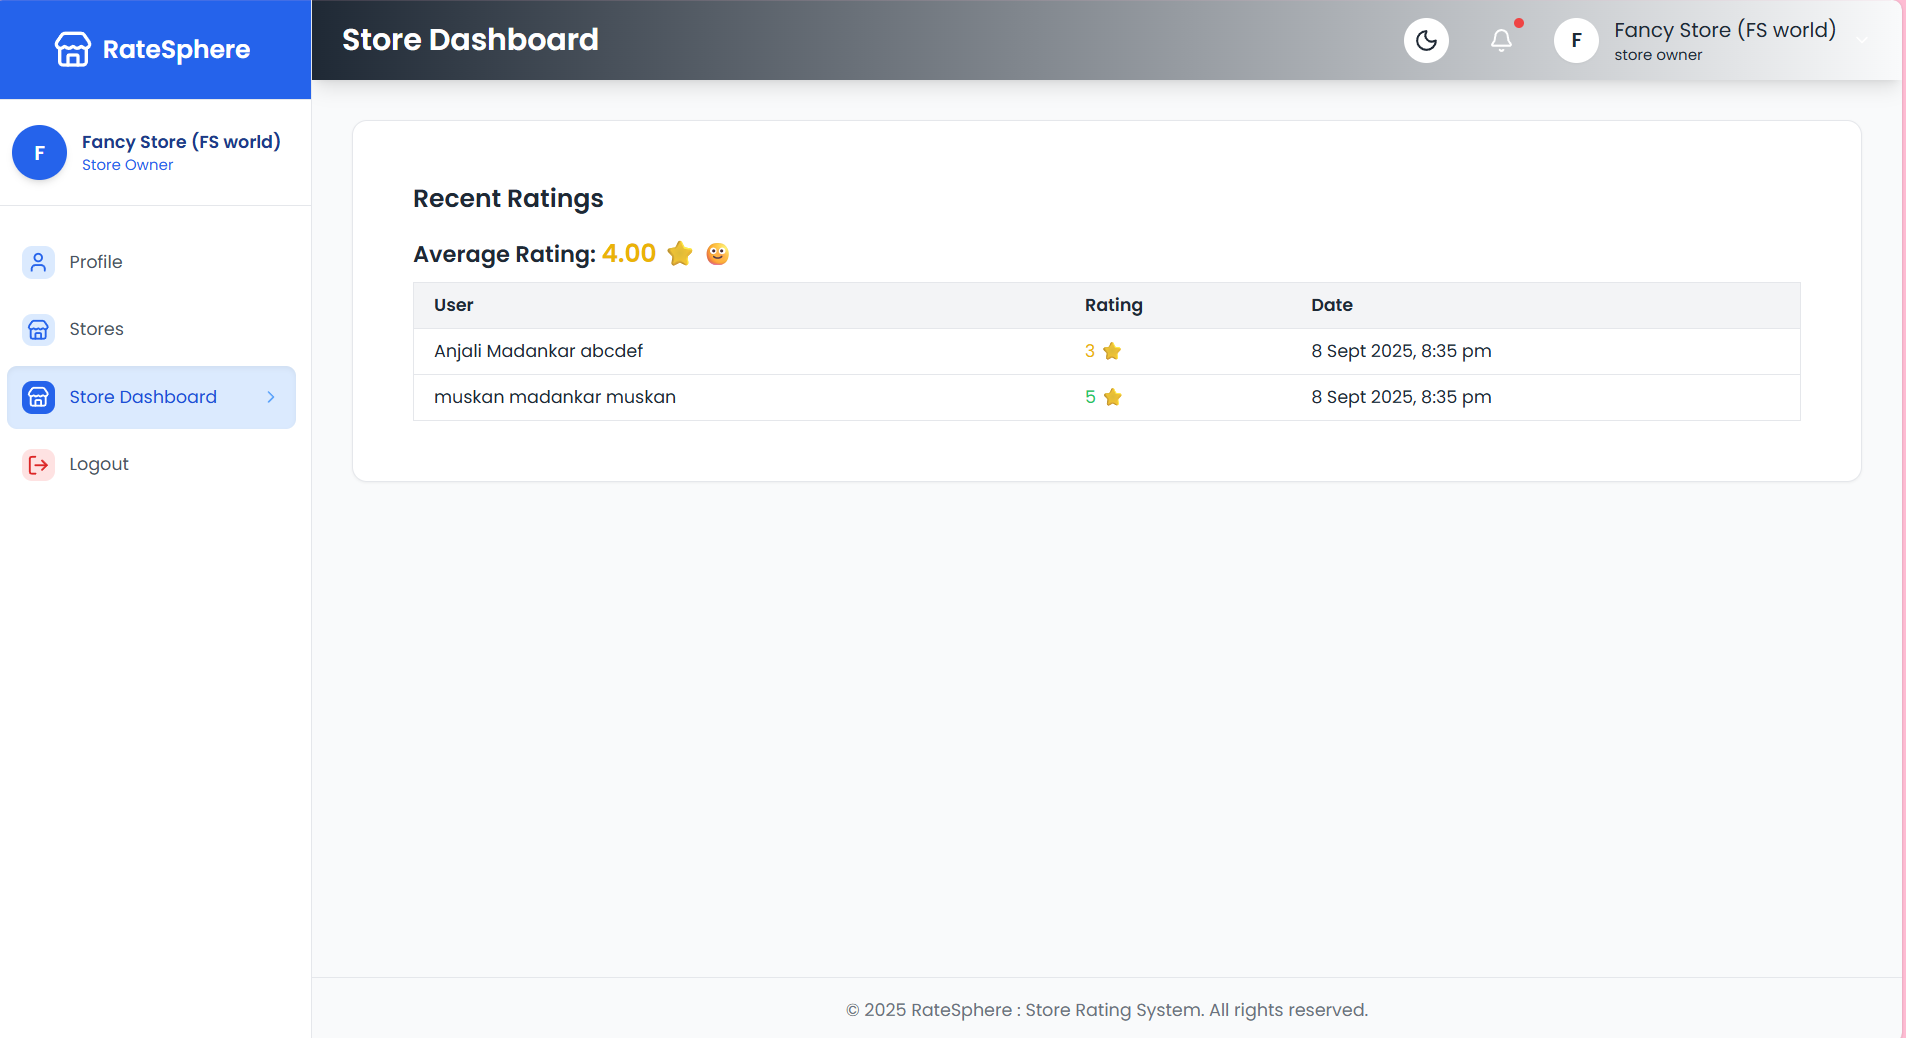 RateSphere
Store Dashboard
F
Fancy Store (FS world)
store owner
F
Fancy Store (FS world)
Store Owner
Profile
Stores
Store Dashboard
Logout
Recent Ratings
Average Rating: 4.00
User Rating Date
Anjali Madankar abcdef 3 8 Sept 2025, 8:35 pm
muskan madankar muskan 5 8 Sept 2025, 8:35 pm
© 2025 RateSphere : Store Rating System. All rights reserved.